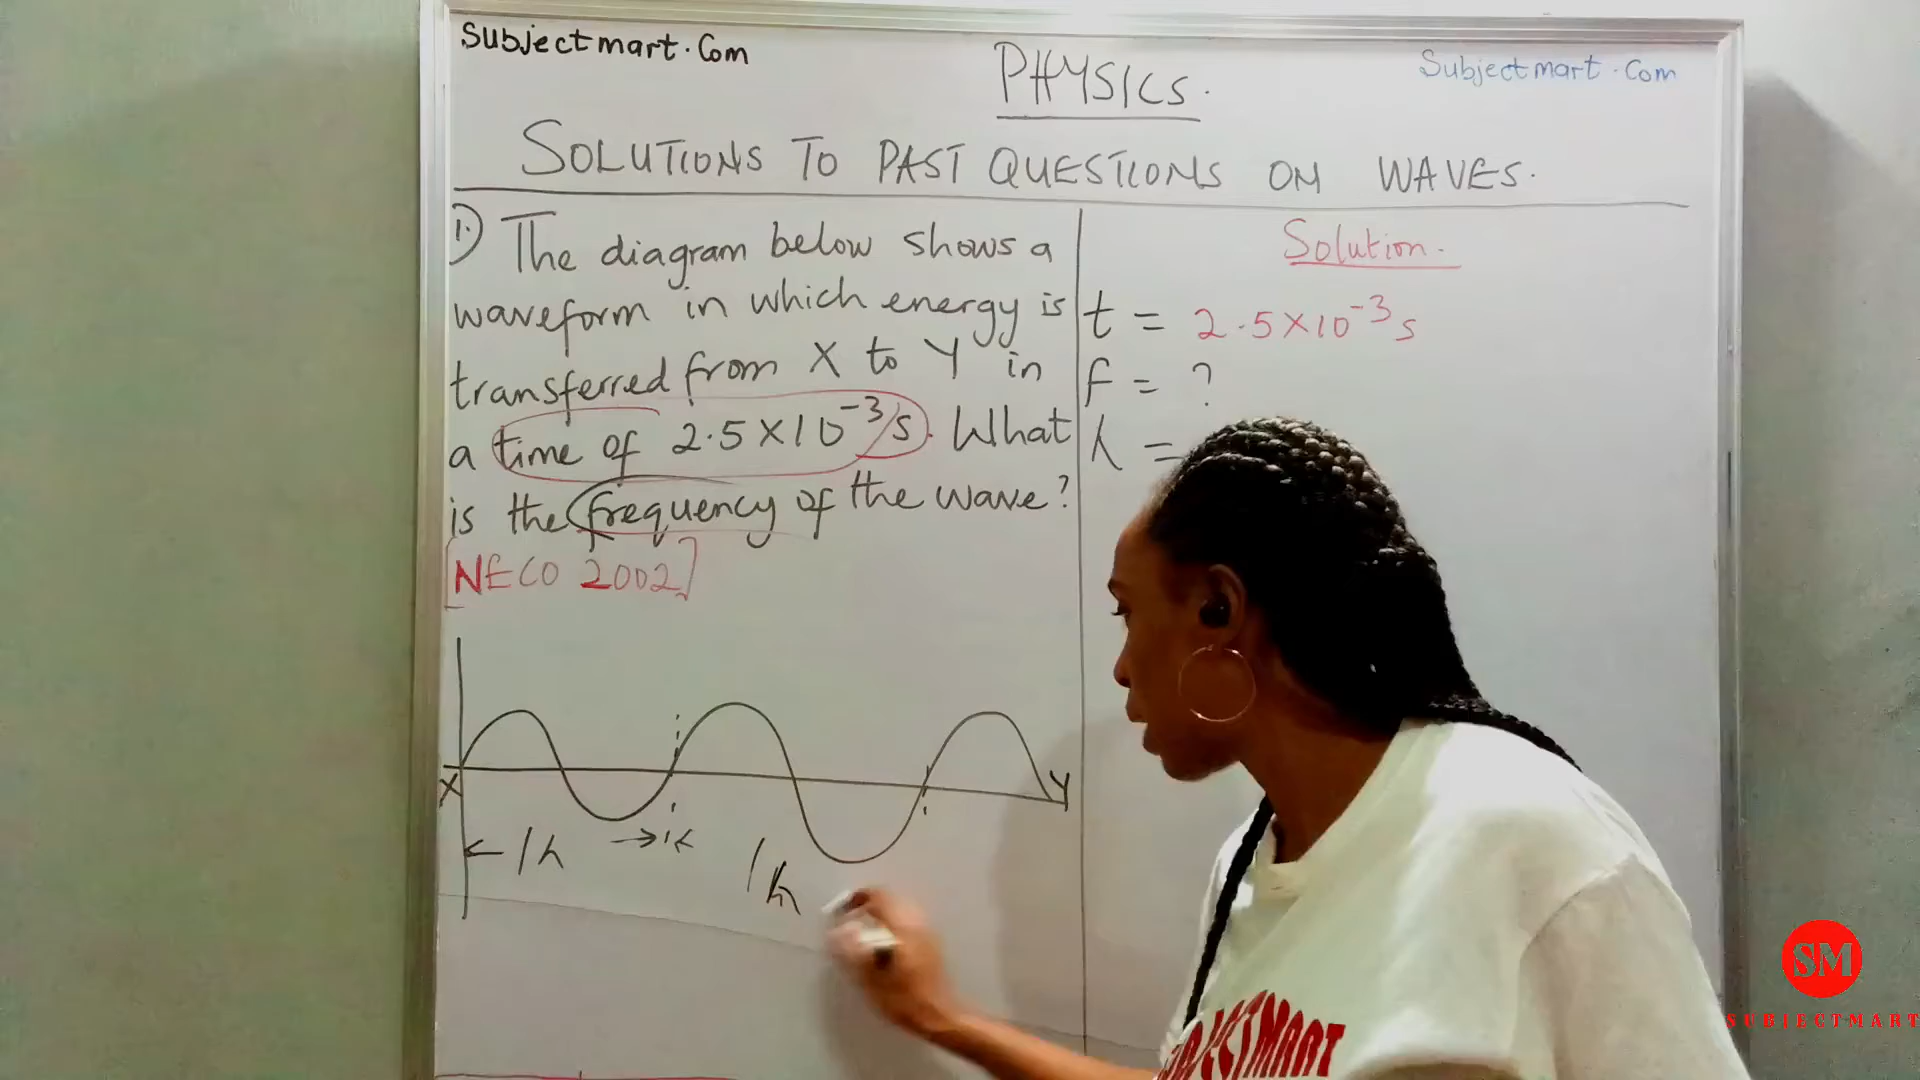 Subjectmart.Com
PHYSICS.
Subjectmart.Com
SOLUTIONS TO PAST QUESTIONS ON WAVES.
1. The diagram below shows a
waveform in which energy is
transferred from X to Y in
a time of 2.5×10⁻³s. What
is the frequency of the wave?
[NECO 2002]
X
Y
1λ
1λ
Solution.
t = 2.5×10⁻³s
f = ?
λ =
SM
SUBJECTMART